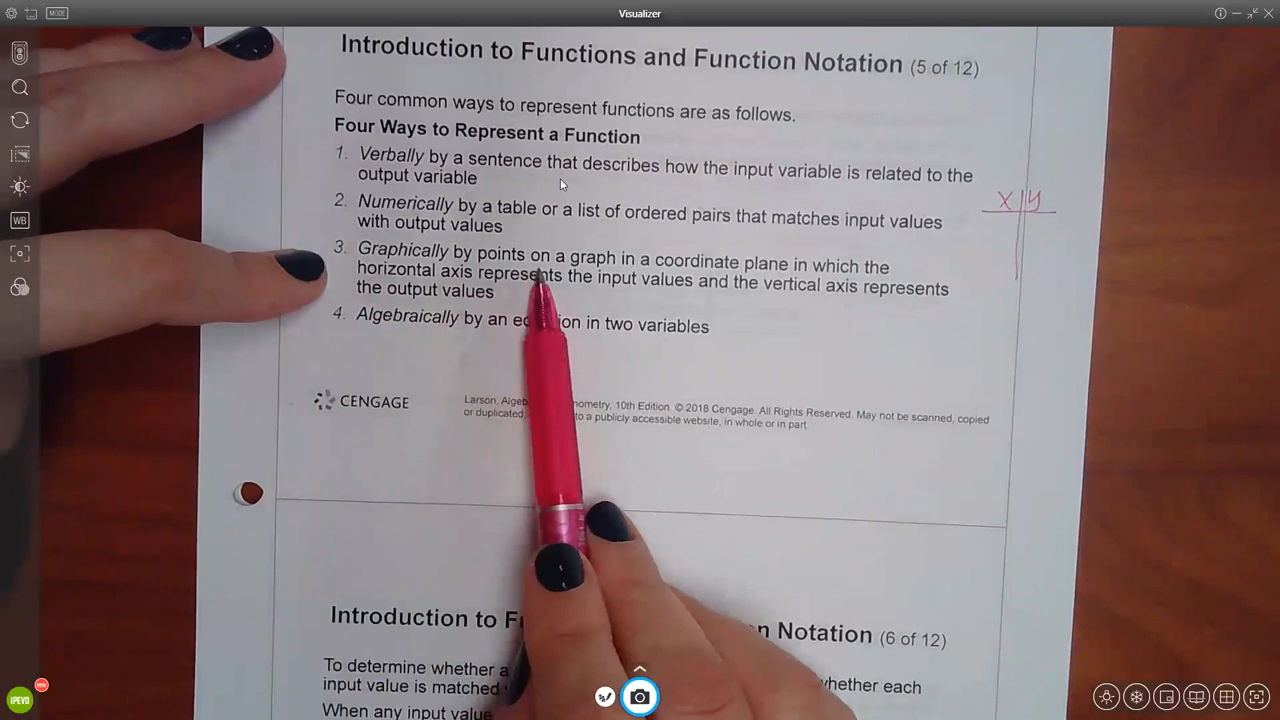 MODE
Visualizer
WB
Introduction to Functions and Function Notation (5 of 12)
Four common ways to represent functions are as follows.
Four Ways to Represent a Function
1. Verbally by a sentence that describes how the input variable is related to the
output variable
x y
2. Numerically by a table or a list of ordered pairs that matches input values
with output values
3. Graphically by points on a graph in a coordinate plane in which the
horizontal axis represents the input values and the vertical axis represents
the output values
4. Algebraically by an in two variables
CENGAGE
Larson, 10th Edition. © 2018 Cengage. All Rights Reserved. May not be scanned, copied
or duplicated, to a publicly accessible website, in whole or in part.
Introduction to Notation (6 of 12)
To determine whether a whether each
input value is matched
When any input value
IPEVO